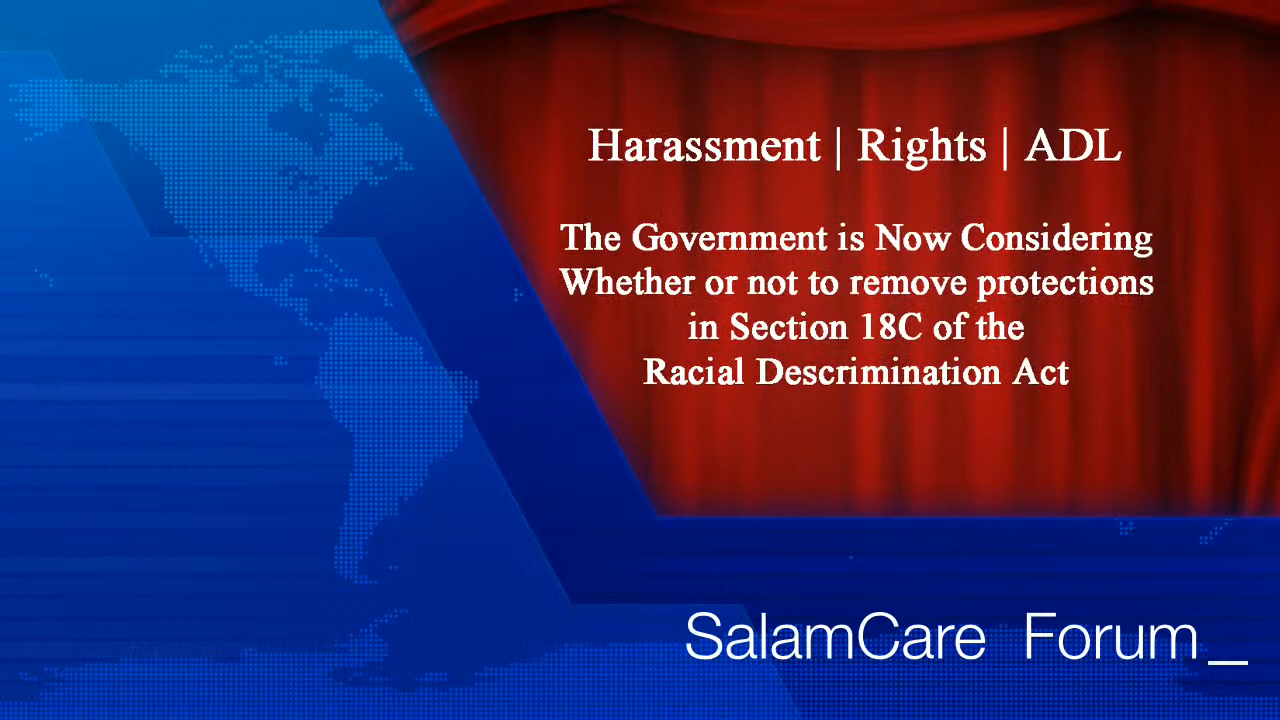 Harassment | Rights | ADL
The Government is Now Considering
Whether or not to remove protections
in Section 18C of the
Racial Descrimination Act
SalamCare Forum_